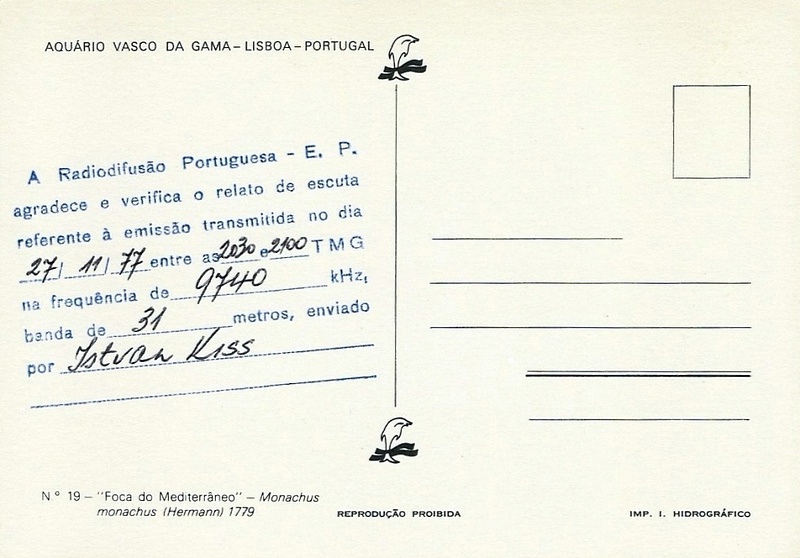 AQUÁRIO VASCO DA GAMA – LISBOA – PORTUGAL
A Radiodifusão Portuguesa - E. P.
agradece e verifica o relato de escuta
referente à emissão transmitida no dia
27/ 11/ 77 entre as 2030 e 2100 TMG
na frequência de 9740 kHz,
banda de 31 metros, enviado
por Istvan Kiss
N.º 19 – "Foca do Mediterrâneo" – Monachus
monachus (Hermann) 1779
REPRODUÇÃO PROIBIDA
IMP. I. HIDROGRÁFICO